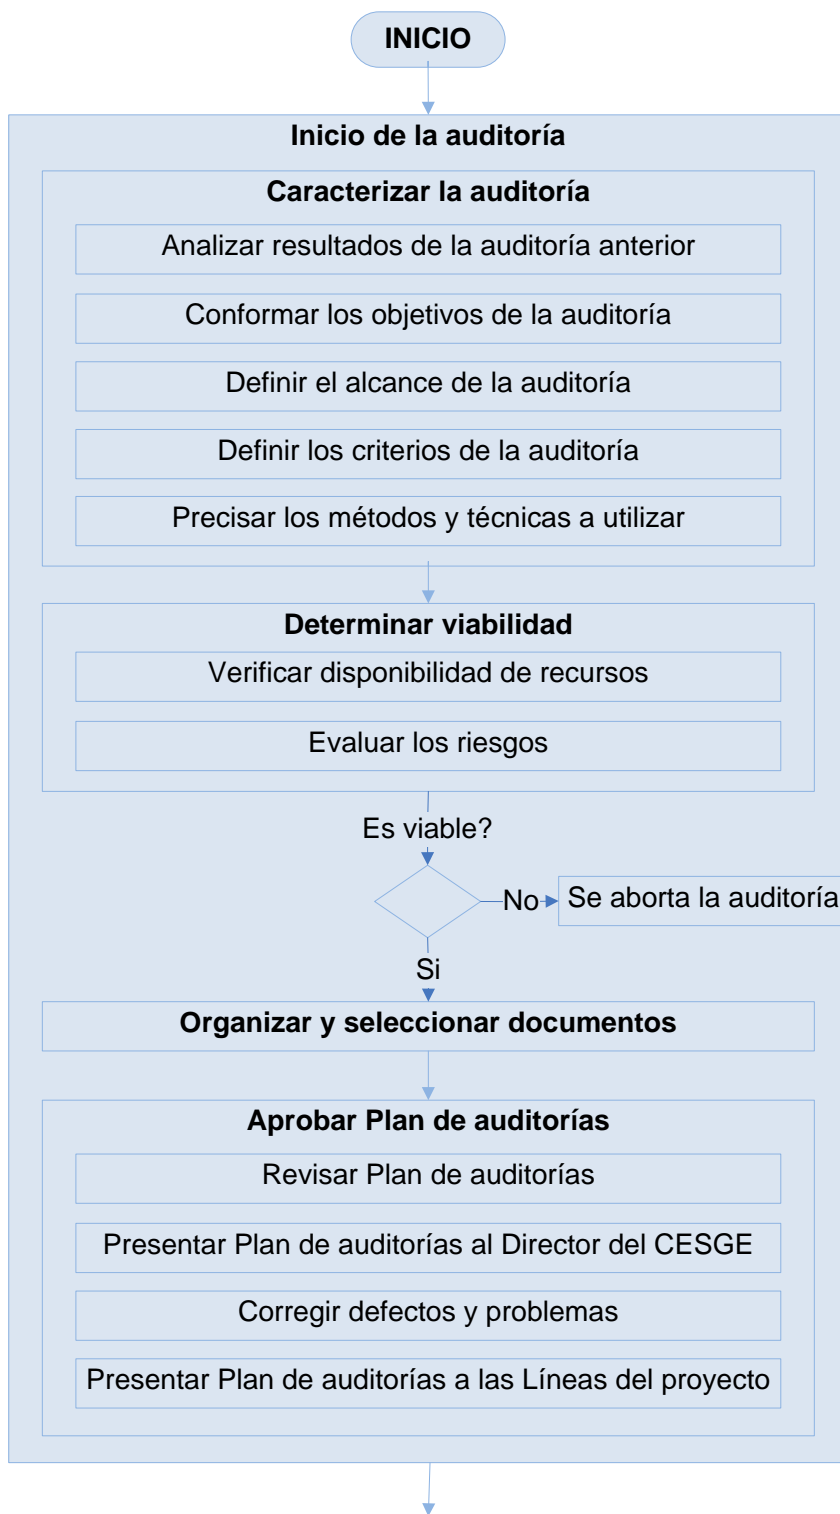 INICIO
Inicio de la auditoría
Caracterizar la auditoría
Analizar resultados de la auditoría anterior
Conformar los objetivos de la auditoría
Definir el alcance de la auditoría
Definir los criterios de la auditoría
Precisar los métodos y técnicas a utilizar
Determinar viabilidad
Verificar disponibilidad de recursos
Evaluar los riesgos
Es viable?
No
Se aborta la auditoría
Si
Organizar y seleccionar documentos
Aprobar Plan de auditorías
Revisar Plan de auditorías
Presentar Plan de auditorías al Director del CESGE
Corregir defectos y problemas
Presentar Plan de auditorías a las Líneas del proyecto